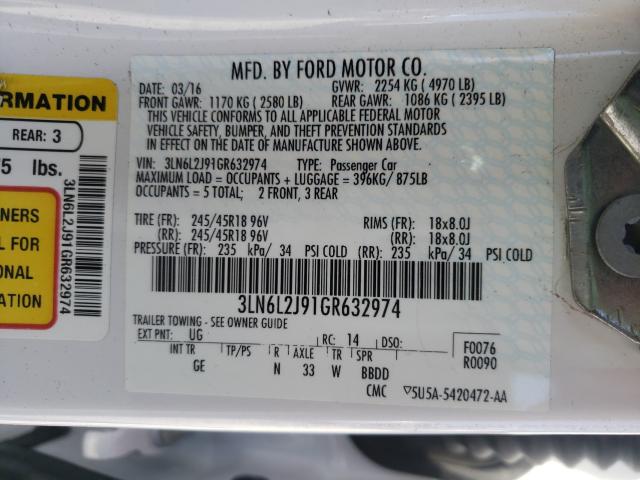 MFD. BY FORD MOTOR CO.
DATE: 03/16
GVWR: 2254 KG ( 4970 LB)
FRONT GAWR: 1170 KG ( 2580 LB)
REAR GAWR: 1086 KG ( 2395 LB)
THIS VEHICLE CONFORMS TO ALL APPLICABLE FEDERAL MOTOR
VEHICLE SAFETY, BUMPER, AND THEFT PREVENTION STANDARDS
IN EFFECT ON THE DATE OF MANUFACTURE SHOWN ABOVE.
VIN: 3LN6L2J91GR632974 TYPE: Passenger Car
MAXIMUM LOAD = OCCUPANTS + LUGGAGE = 396KG/ 875LB
OCCUPANTS = 5 TOTAL; 2 FRONT, 3 REAR
TIRE (FR): 245/45R18 96V RIMS (FR): 18x8.0J
(RR): 245/45R18 96V (RR): 18x8.0J
PRESSURE (FR): 235 kPa/ 34 PSI COLD (RR): 235 kPa/ 34 PSI COLD
3LN6L2J91GR632974
TRAILER TOWING - SEE OWNER GUIDE
EXT PNT: UG RC: 14 DSO:
F0076
R0090
INT TR TP/PS R AXLE TR SPR
GE N 33 W BBDD
CMC
5U5A-5420472-AA
ORMATION
REAR: 3
5 lbs.
NERS
L FOR
ONAL
3LN6L2J91GR632974